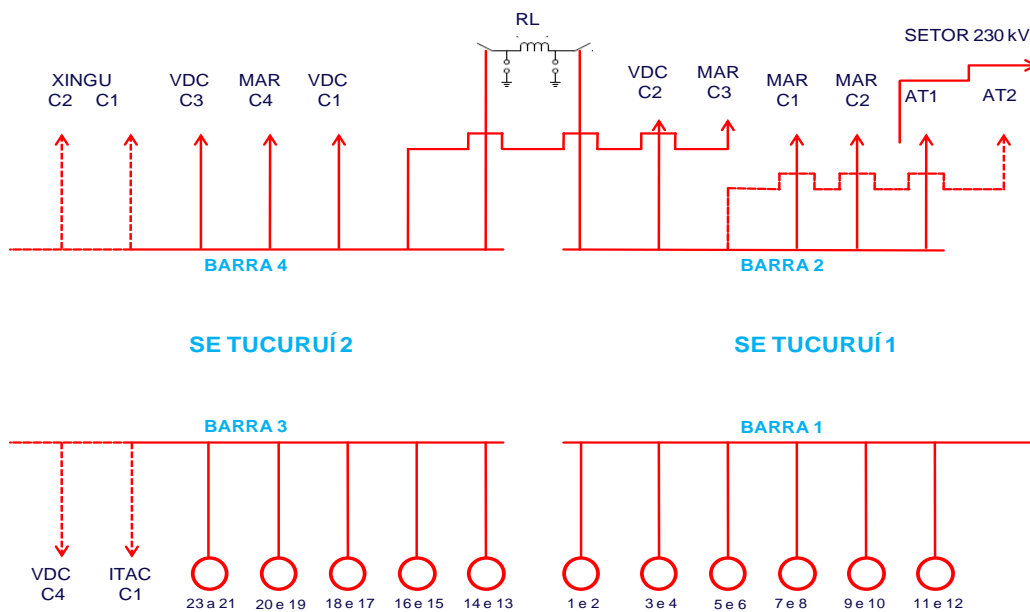 RL
SETOR 230 kV
XINGU
C2 C1
VDC
C3
MAR
C4
VDC
C1
VDC
C2
MAR
C3
MAR
C1
MAR
C2
AT1
AT2
BARRA 4
BARRA 2
SE TUCURUÍ 2
SE TUCURUÍ 1
BARRA 3
BARRA 1
VDC
C4
ITAC
C1
23 a 21
20 e 19
18 e 17
16 e 15
14 e 13
1 e 2
3 e 4
5 e 6
7 e 8
9 e 10
11 e 12